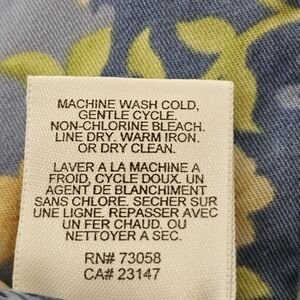 MACHINE WASH COLD,
GENTLE CYCLE.
NON-CHLORINE BLEACH.
LINE DRY. WARM IRON.
OR DRY CLEAN.
LAVER A LA MACHINE A
FROID, CYCLE DOUX. UN
AGENT DE BLANCHIMENT
SANS CHLORE. SECHER SUR
UNE LIGNE. REPASSER AVEC
UN FER CHAUD. OU
NETTOYER A SEC.
RN# 73058
CA# 23147